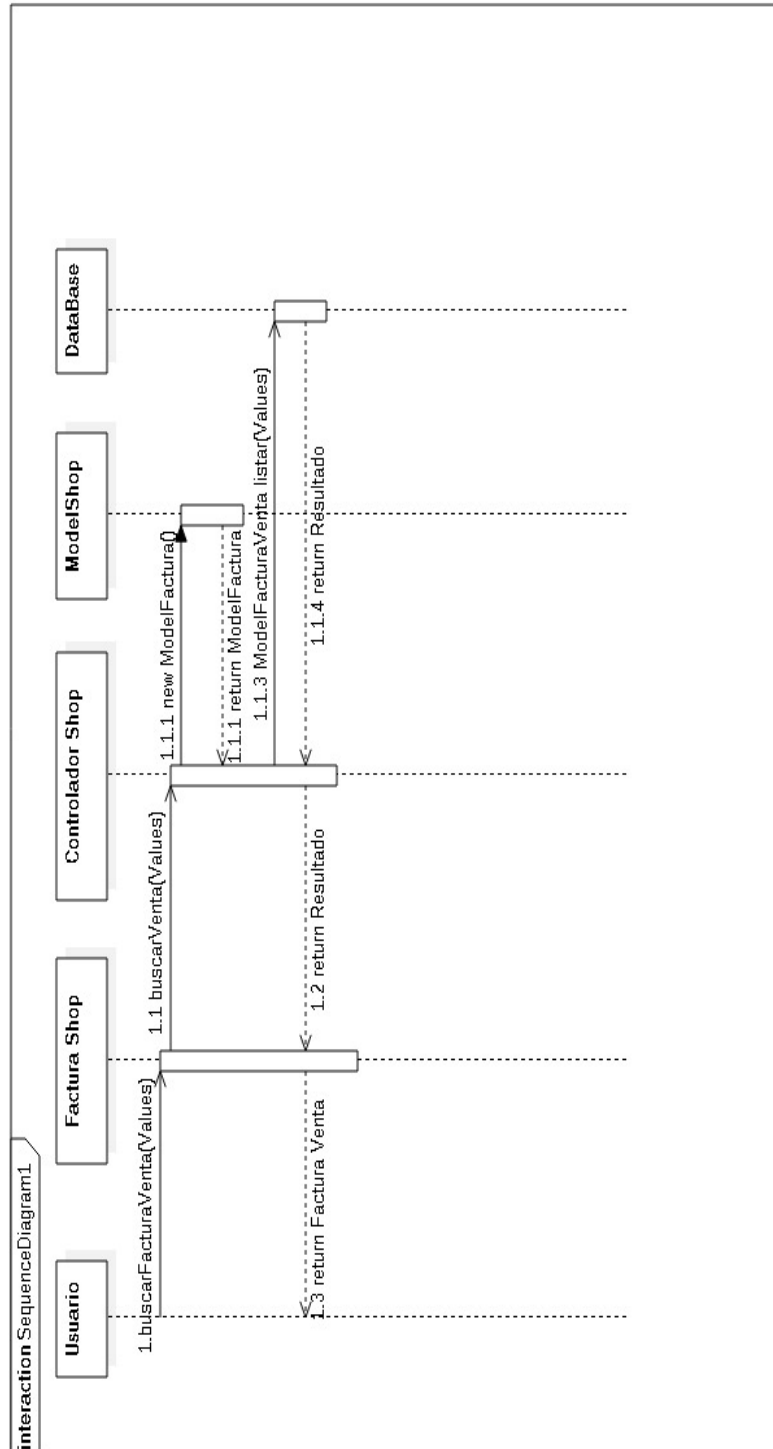 interaction SequenceDiagram1
Usuario
Factura Shop
Controlador Shop
ModelShop
DataBase
1.buscarFacturaVenta(Values)
1.1 buscarVenta(Values)
1.1.1 new ModelFactura()
1.1.1 return ModelFactura
1.1.3 ModelFacturaVenta listar(Values)
1.1.4 return Resultado
1.2 return Resultado
1.3 return Factura Venta